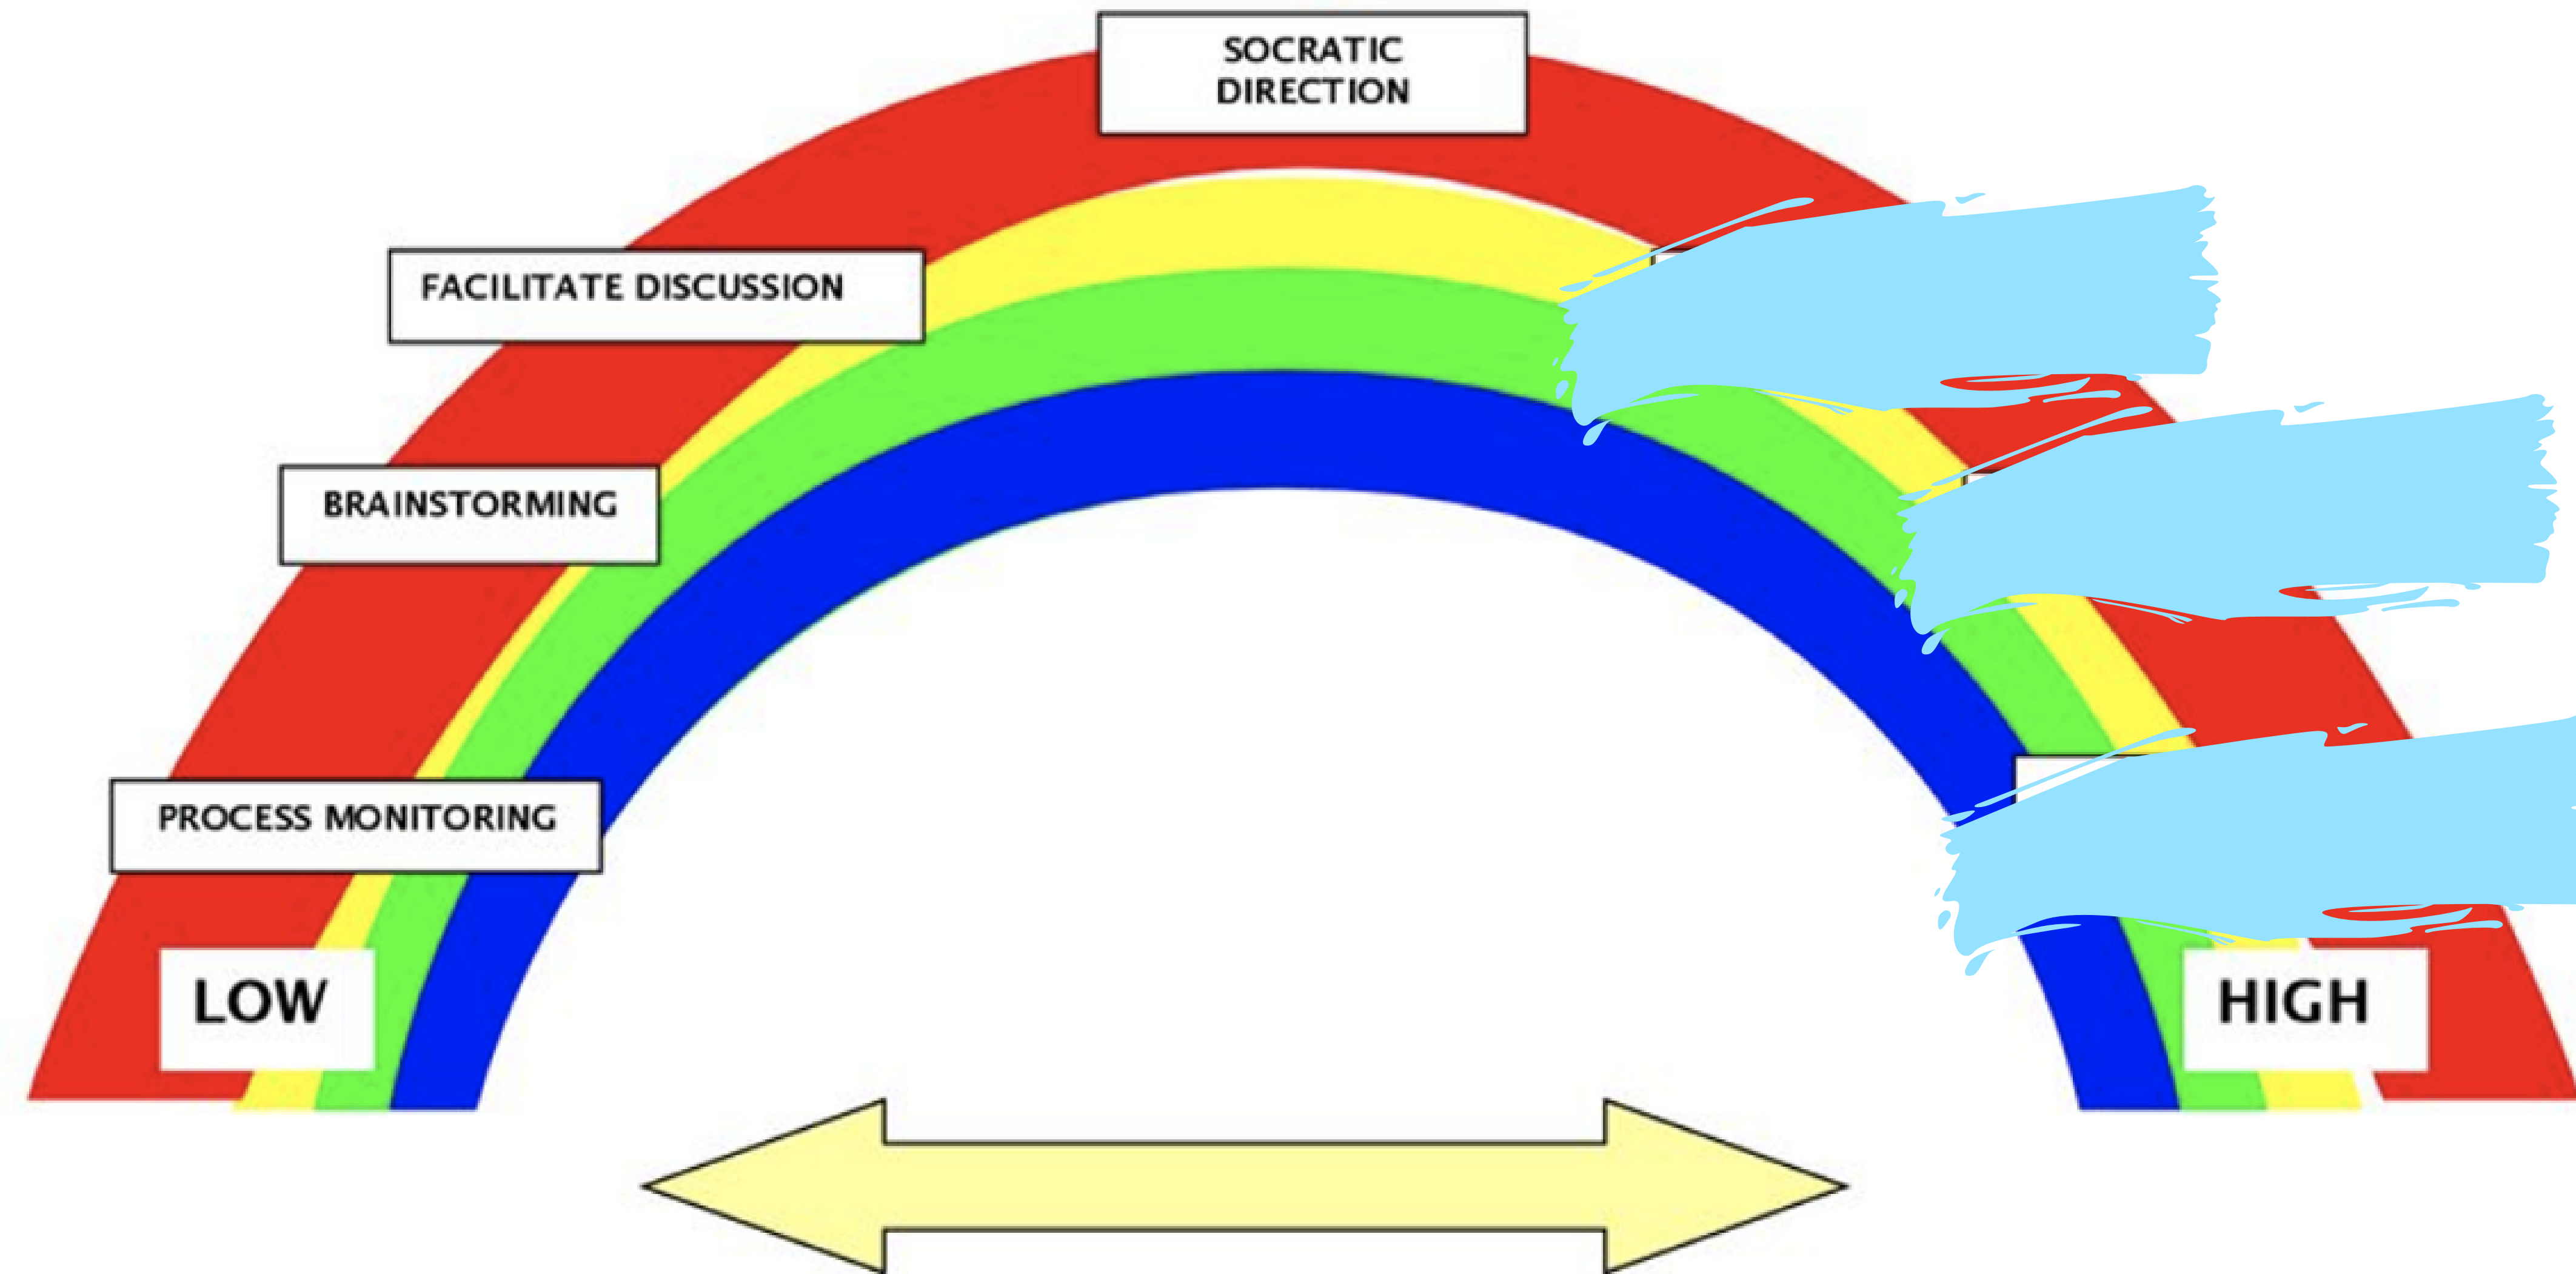 SOCRATIC
DIRECTION
FACILITATE DISCUSSION
BRAINSTORMING
PROCESS MONITORING
LOW
HIGH